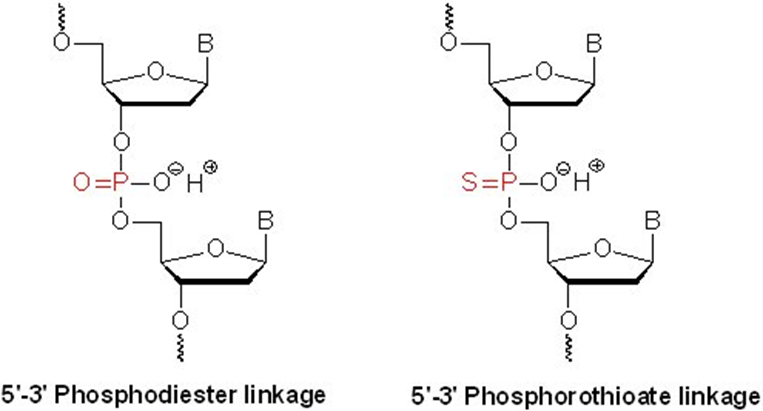 O B O B
O O
O O
O=P-O⊖ H⊕ S=P-O⊖ H⊕
O B O B
O O
O O
5'-3' Phosphodiester linkage 5'-3' Phosphorothioate linkage